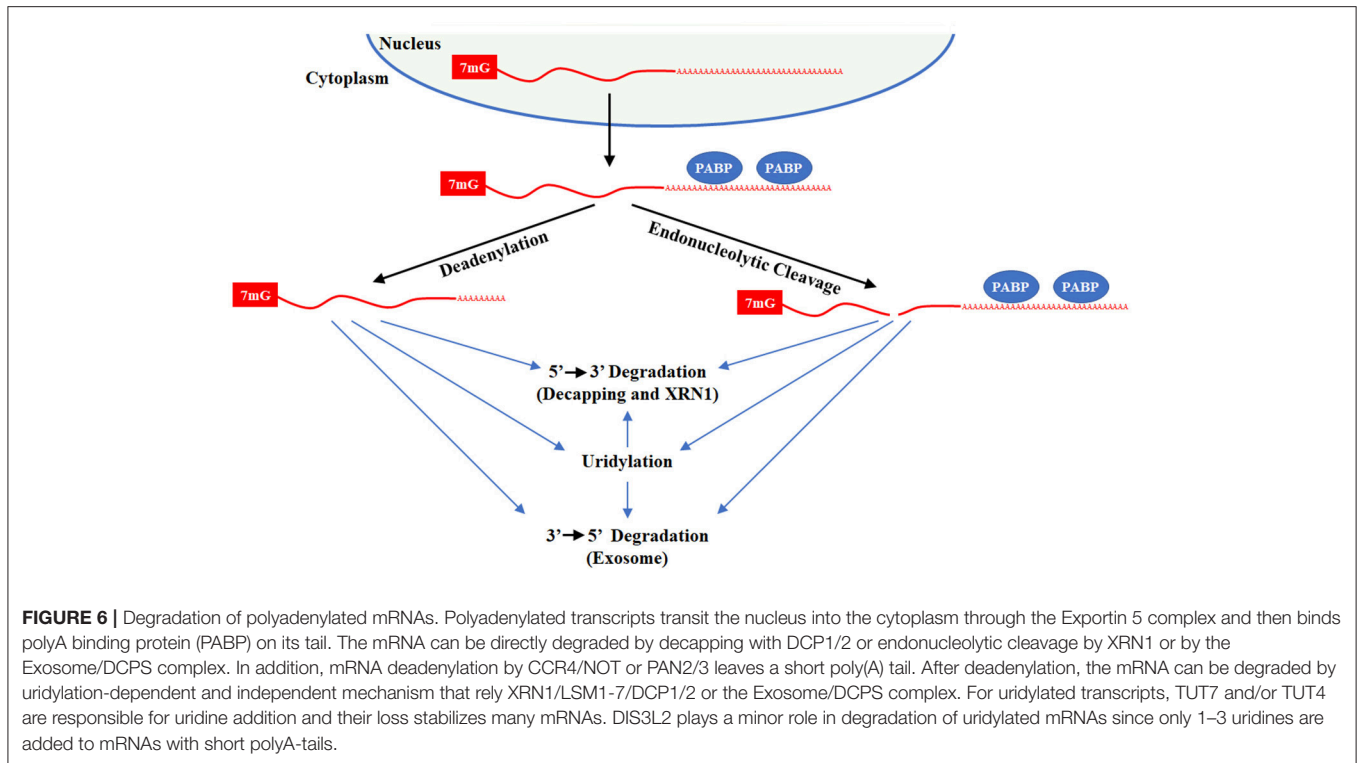 Nucleus
7mG
AAAAAAAAAAAAAAAAAAAAAAAAAAAAAAAA
Cytoplasm
PABP PABP
7mG
AAAAAAAAAAAAAAAAAAAAAAAAAAAAAAAA
Deadenylation
Endonucleolytic Cleavage
PABP PABP
7mG
AAAAAAAAA
7mG
AAAAAAAAAAAAAAAAAAAAAAAAAAAAAAAA
5’→3’ Degradation
(Decapping and XRN1)
Uridylation
3’→5’ Degradation
(Exosome)
FIGURE 6 | Degradation of polyadenylated mRNAs. Polyadenylated transcripts transit the nucleus into the cytoplasm through the Exportin 5 complex and then binds
polyA binding protein (PABP) on its tail. The mRNA can be directly degraded by decapping with DCP1/2 or endonucleolytic cleavage by XRN1 or by the
Exosome/DCPS complex. In addition, mRNA deadenylation by CCR4/NOT or PAN2/3 leaves a short poly(A) tail. After deadenylation, the mRNA can be degraded by
uridylation-dependent and independent mechanism that rely XRN1/LSM1-7/DCP1/2 or the Exosome/DCPS complex. For uridylated transcripts, TUT7 and/or TUT4
are responsible for uridine addition and their loss stabilizes many mRNAs. DIS3L2 plays a minor role in degradation of uridylated mRNAs since only 1–3 uridines are
added to mRNAs with short polyA-tails.